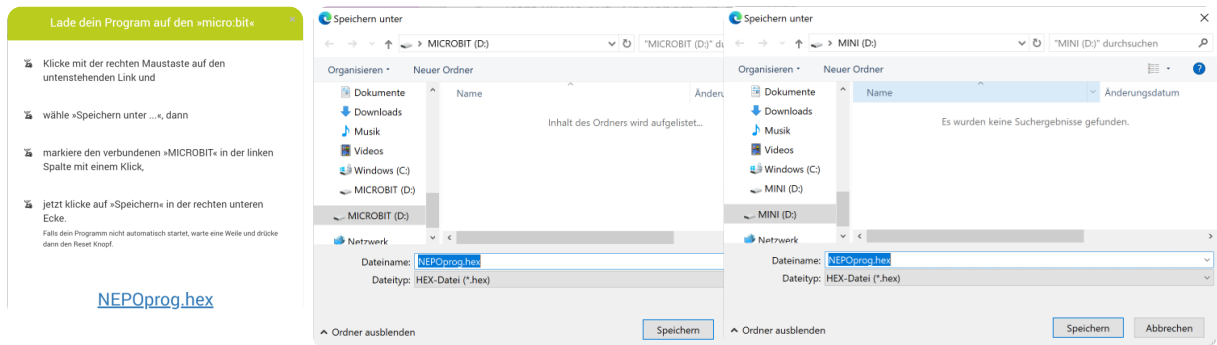 Lade dein Program auf den »micro:bit«
Klicke mit der rechten Maustaste auf den
untenstehenden Link und
wähle »Speichern unter ...«, dann
markiere den verbundenen »MICROBIT« in der linken
Spalte mit einem Klick,
jetzt klicke auf »Speichern« in der rechten unteren
Ecke.
Falls dein Programm nicht automatisch startet, warte eine Weile und drücke
dann den Reset Knopf.
NEPOprog.hex
Speichern unter
MICROBIT (D:)
"MICROBIT (D:)" du
Organisieren
Neuer Ordner
Name
Änderu
Dokumente
Downloads
Musik
Videos
Windows (C:)
MICROBIT (D:)
MICROBIT (D:)
Netzwerk
Inhalt des Ordners wird aufgelistet...
Dateiname: NEPOprog.hex
Dateityp: HEX-Datei (*.hex)
Ordner ausblenden
Speichern
Speichern unter
MINI (D:)
"MINI (D:)" durchsuchen
Organisieren
Neuer Ordner
Name
Änderungsdatum
Dokumente
Downloads
Musik
Videos
Windows (C:)
MINI (D:)
MINI (D:)
Netzwerk
Es wurden keine Suchergebnisse gefunden.
Dateiname: NEPOprog.hex
Dateityp: HEX-Datei (*.hex)
Ordner ausblenden
Speichern
Abbrechen